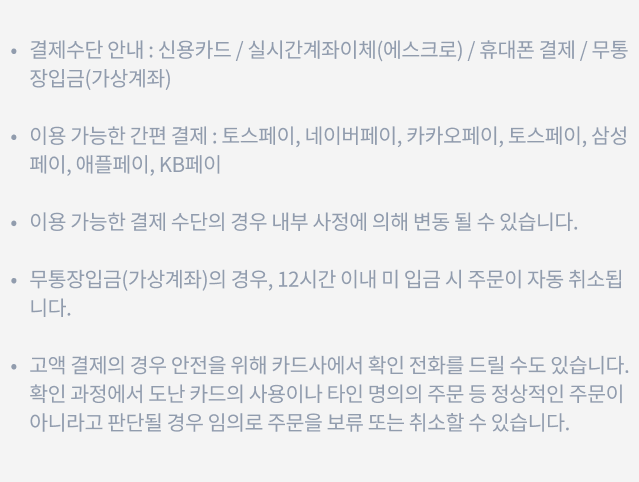 • 결제수단 안내 : 신용카드 / 실시간계좌이체(에스크로) / 휴대폰 결제 / 무통
장입금(가상계좌)
• 이용 가능한 간편 결제 : 토스페이, 네이버페이, 카카오페이, 토스페이, 삼성
페이, 애플페이, KB페이
• 이용 가능한 결제 수단의 경우 내부 사정에 의해 변동 될 수 있습니다.
• 무통장입금(가상계좌)의 경우, 12시간 이내 미 입금 시 주문이 자동 취소됩
니다.
• 고액 결제의 경우 안전을 위해 카드사에서 확인 전화를 드릴 수도 있습니다.
확인 과정에서 도난 카드의 사용이나 타인 명의의 주문 등 정상적인 주문이
아니라고 판단될 경우 임의로 주문을 보류 또는 취소할 수 있습니다.